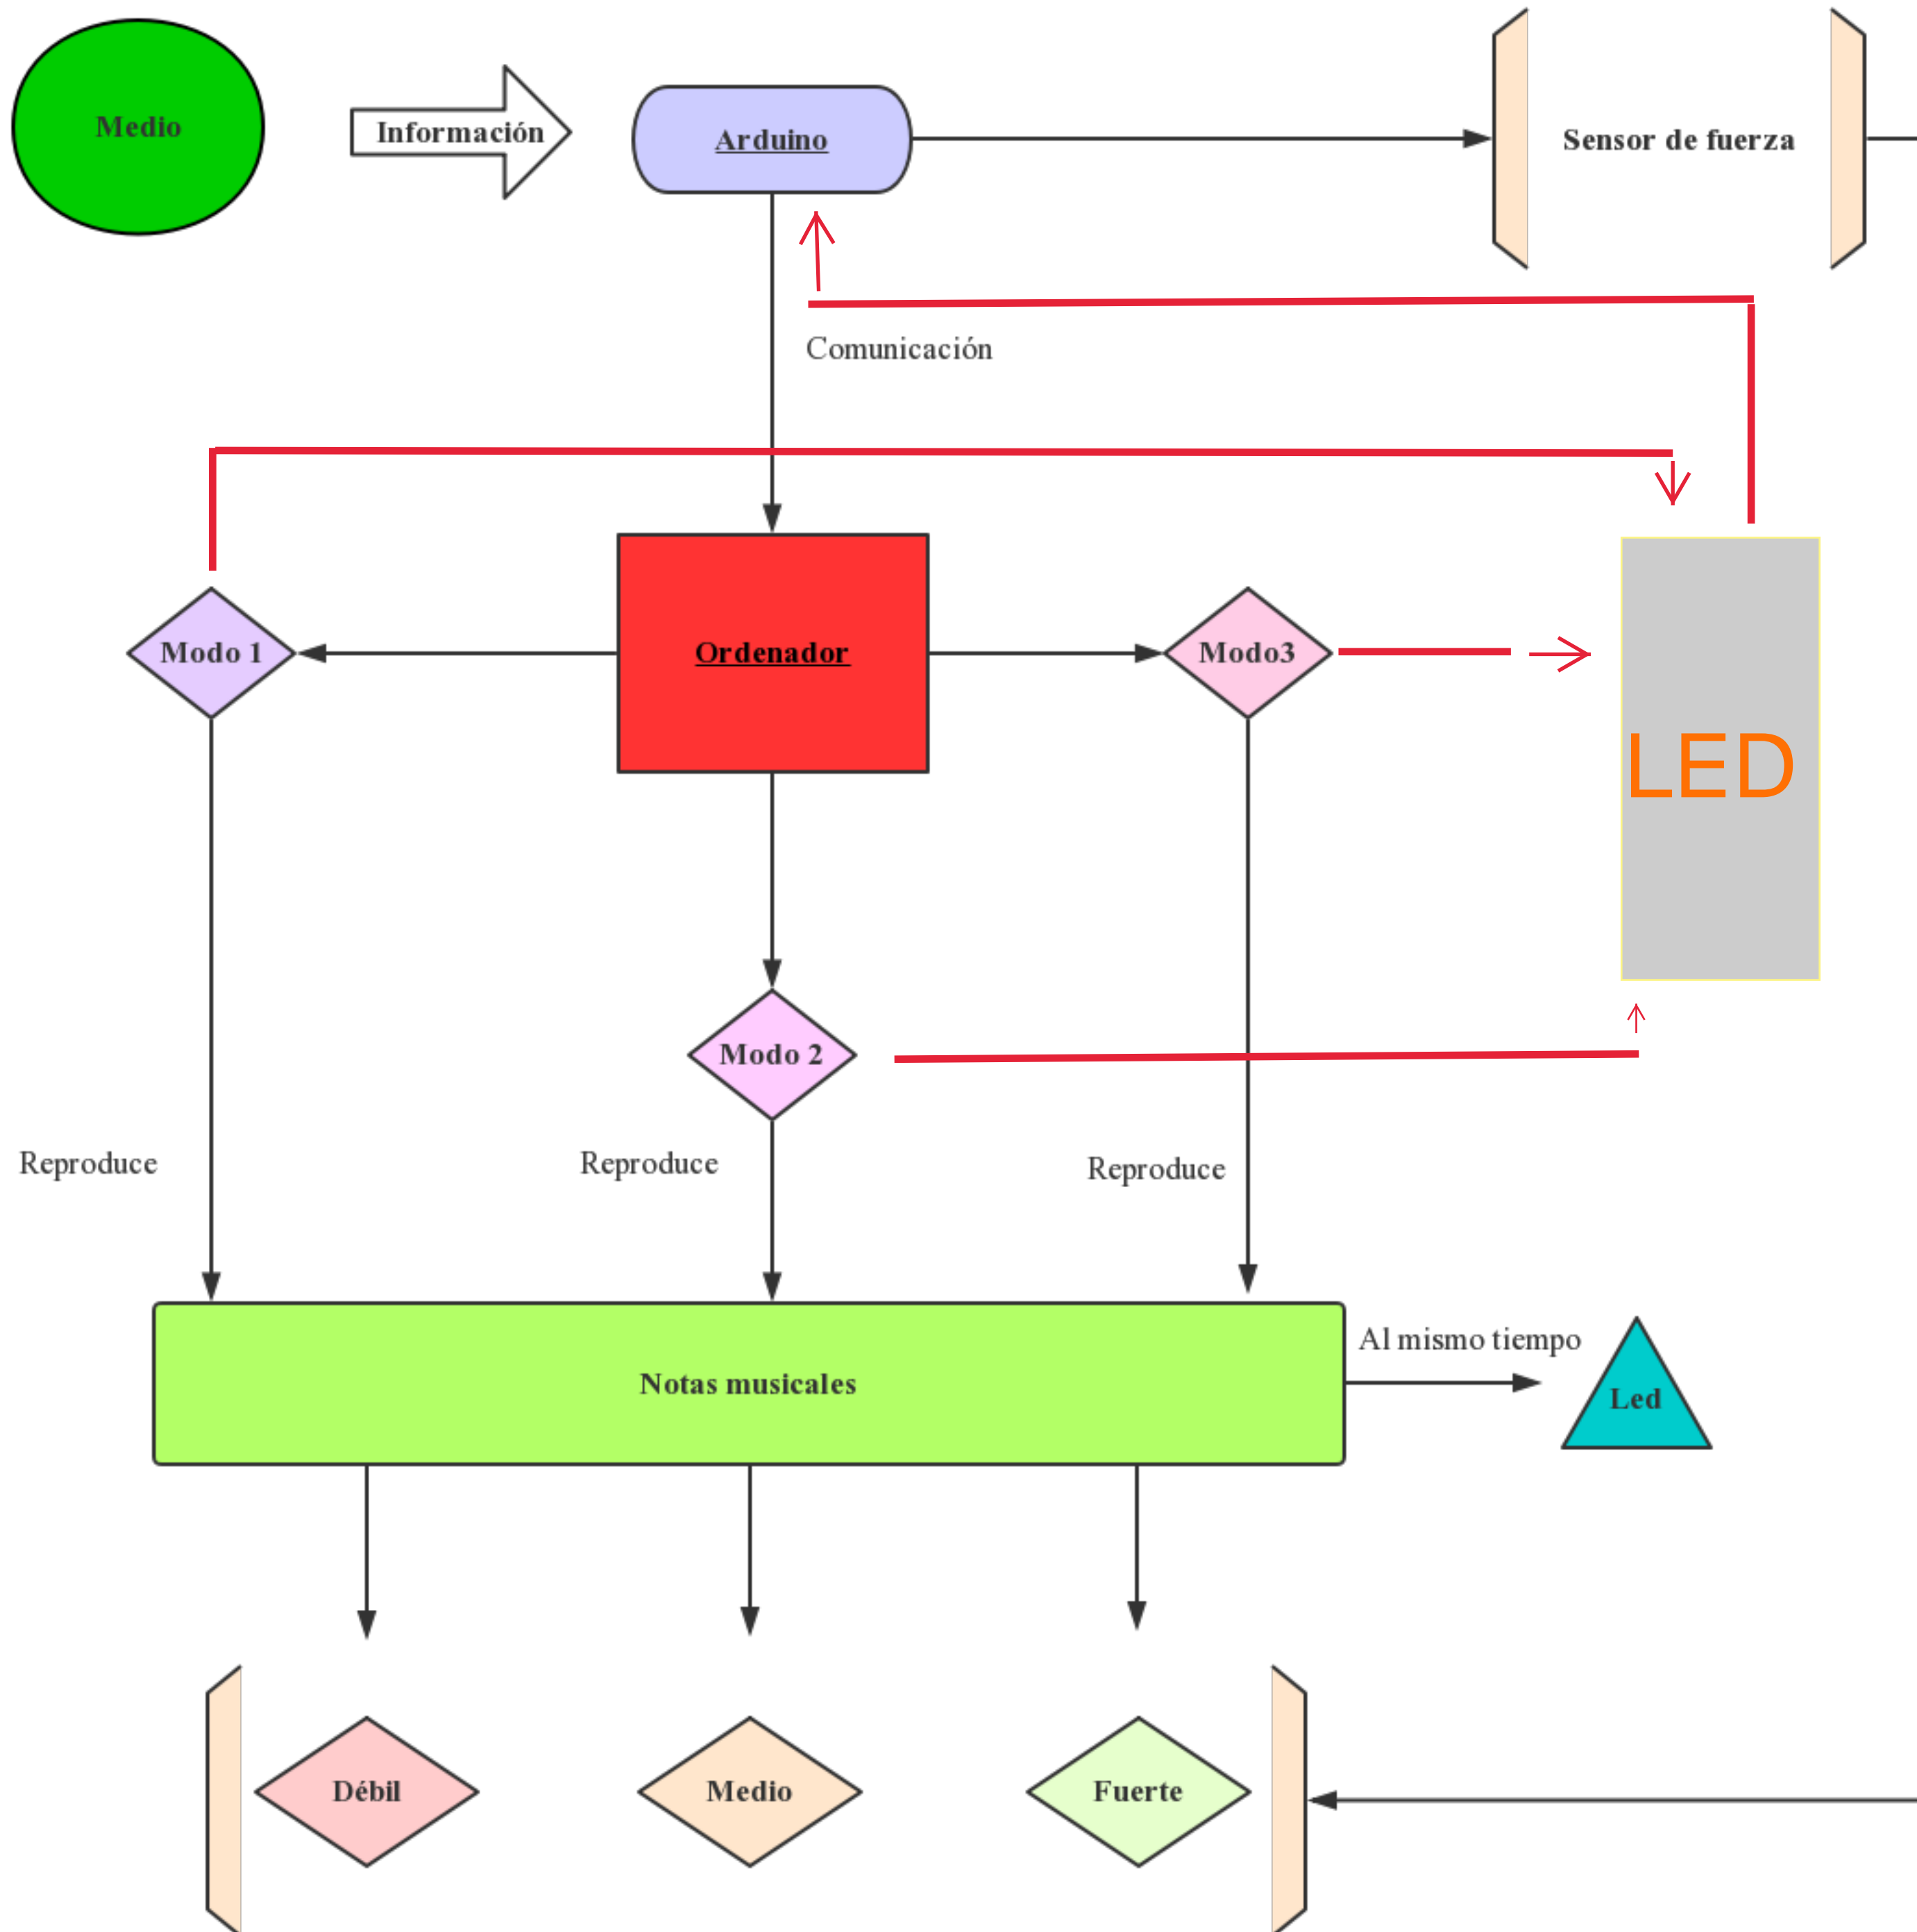 Medio
Información
Arduino
Sensor de fuerza
Comunicación
Modo 1
Ordenador
Modo3
LED
Modo 2
Reproduce
Reproduce
Reproduce
Al mismo tiempo
Notas musicales
Led
Débil
Medio
Fuerte